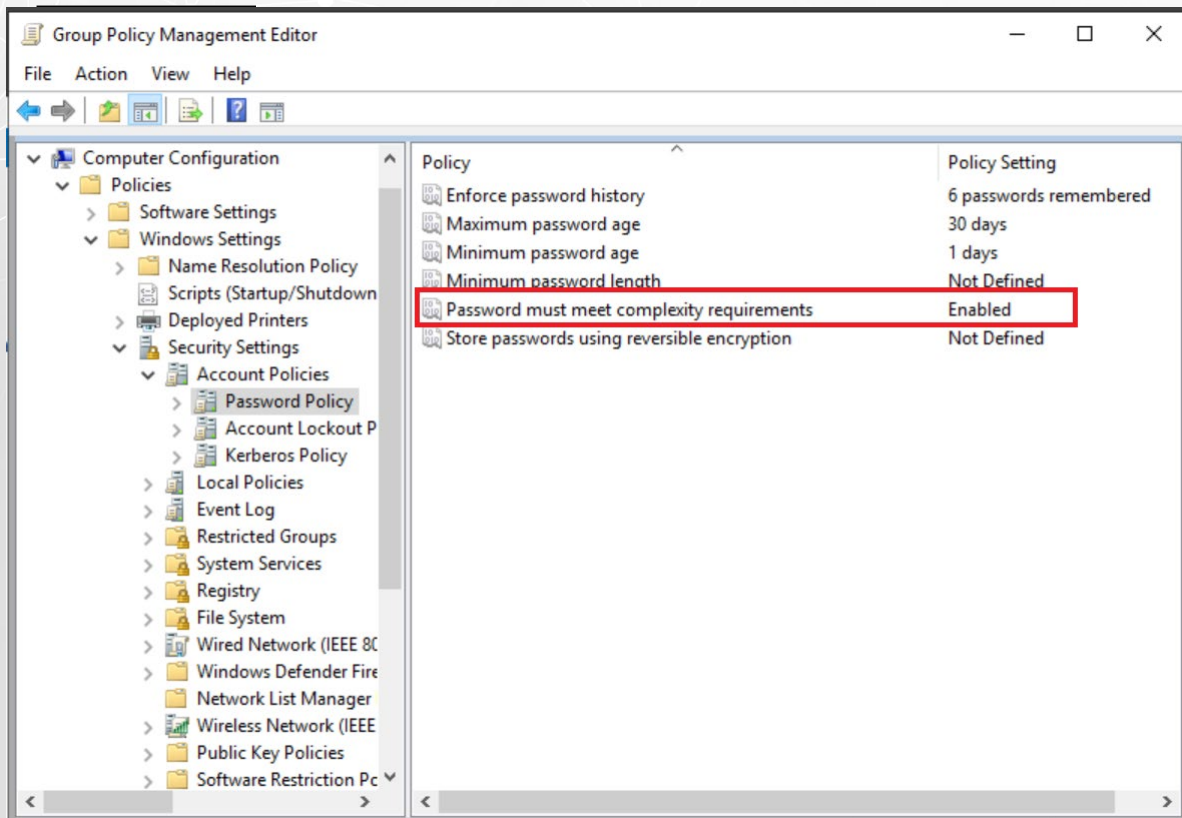 Group Policy Management Editor
File Action View Help
Computer Configuration
Policies
Software Settings
Windows Settings
Name Resolution Policy
Scripts (Startup/Shutdown
Deployed Printers
Security Settings
Account Policies
Password Policy
Account Lockout P
Kerberos Policy
Local Policies
Event Log
Restricted Groups
System Services
Registry
File System
Wired Network (IEEE 80
Windows Defender Fire
Network List Manager
Wireless Network (IEEE
Public Key Policies
Software Restriction Pc
Policy Policy Setting
Enforce password history 6 passwords remembered
Maximum password age 30 days
Minimum password age 1 days
Minimum password length Not Defined
Password must meet complexity requirements Enabled
Store passwords using reversible encryption Not Defined